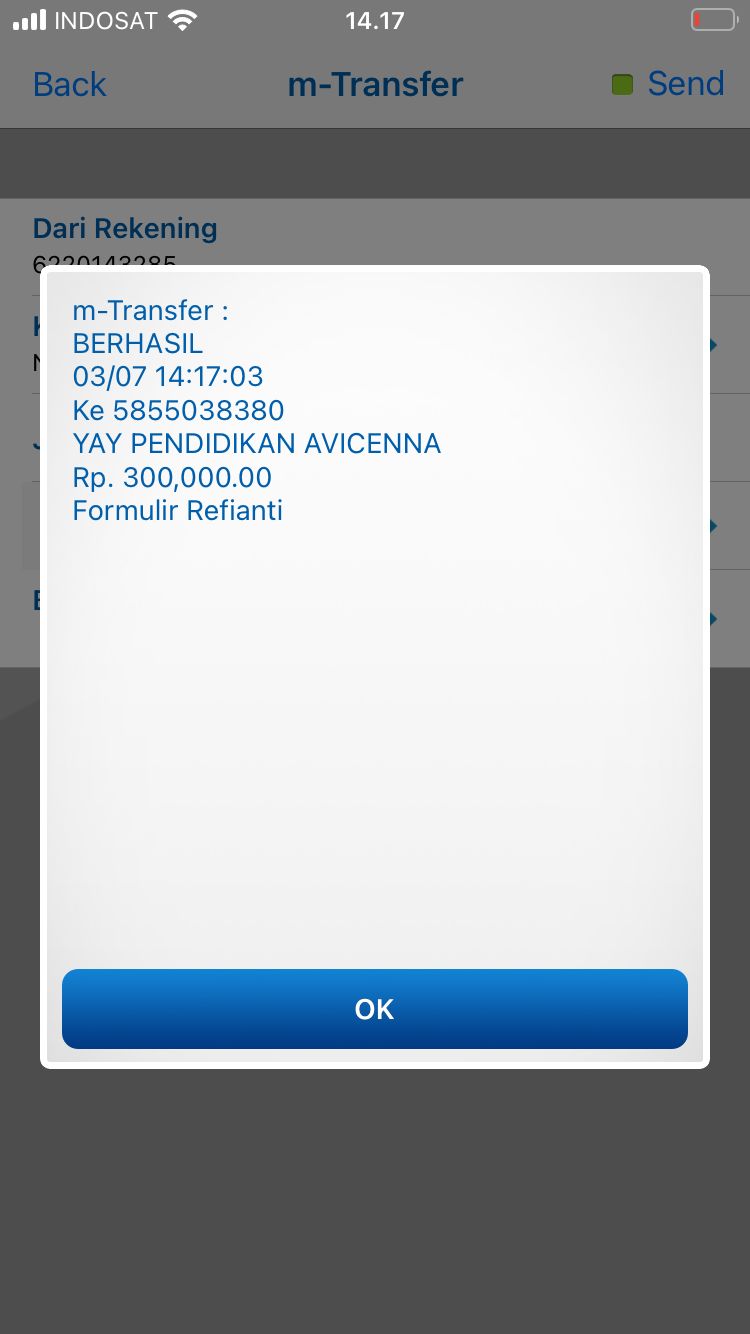 INDOSAT 14.17
Back m-Transfer Send
Dari Rekening
6220143285
m-Transfer :
BERHASIL
03/07 14:17:03
Ke 5855038380
YAY PENDIDIKAN AVICENNA
Rp. 300,000.00
Formulir Refianti
OK